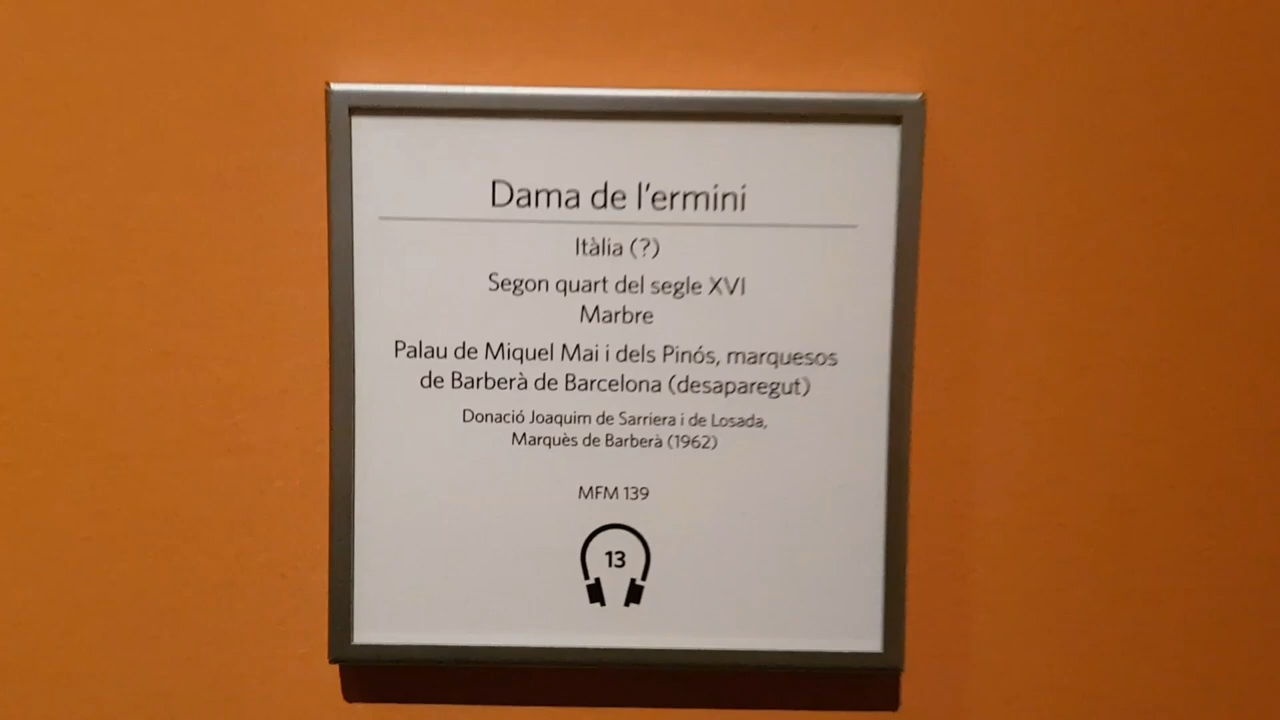 Dama de l'ermini
Itàlia (?)
Segon quart del segle XVI
Marbre
Palau de Miquel Mai i dels Pinós, marquesos
de Barberà de Barcelona (desaparegut)
Donació Joaquim de Sarriera i de Losada,
Marquès de Barberà (1962)
MFM 139
13